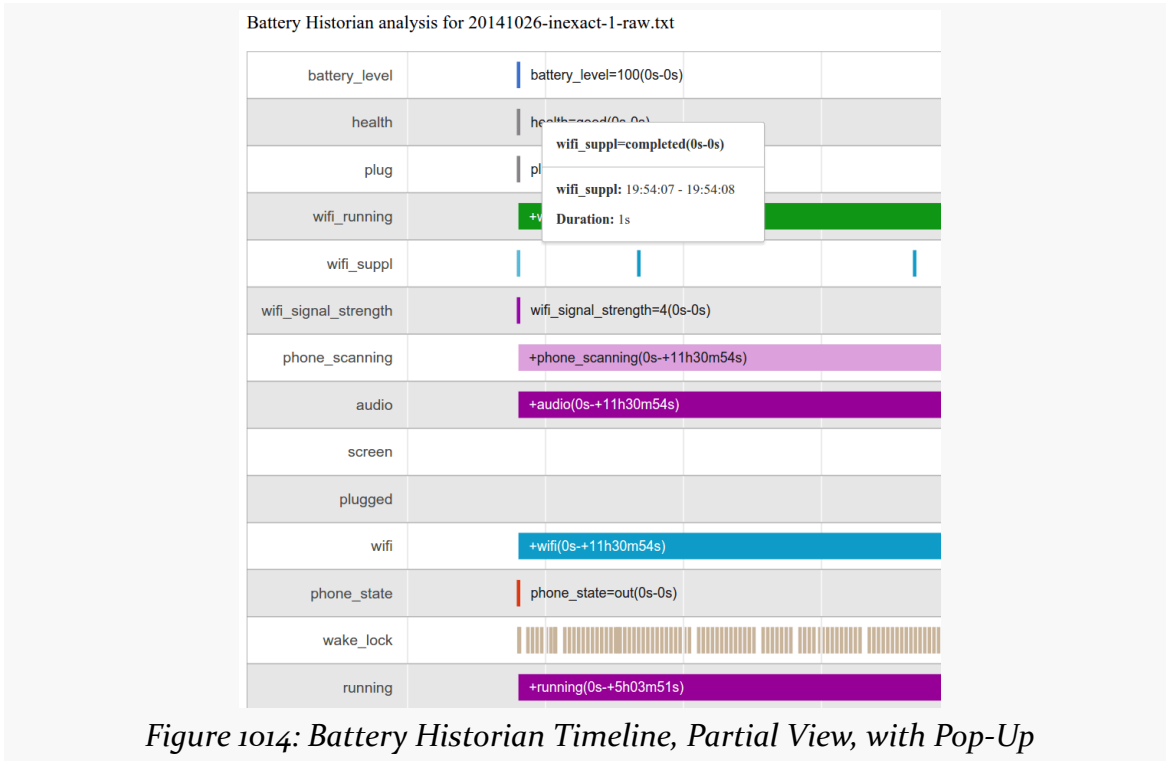 Battery Historian analysis for 20141026-inexact-1-raw.txt
battery_level battery_level=100(0s-0s)
health
wifi_suppl=completed(0s-0s)
plug
wifi_suppl: 19:54:07 - 19:54:08
wifi_running
Duration: 1s
wifi_suppl
wifi_signal_strength wifi_signal_strength=4(0s-0s)
phone_scanning +phone_scanning(0s-+11h30m54s)
audio +audio(0s-+11h30m54s)
screen
plugged
wifi +wifi(0s-+11h30m54s)
phone_state phone_state=out(0s-0s)
wake_lock
running +running(0s-+5h03m51s)
Figure 1014: Battery Historian Timeline, Partial View, with Pop-Up